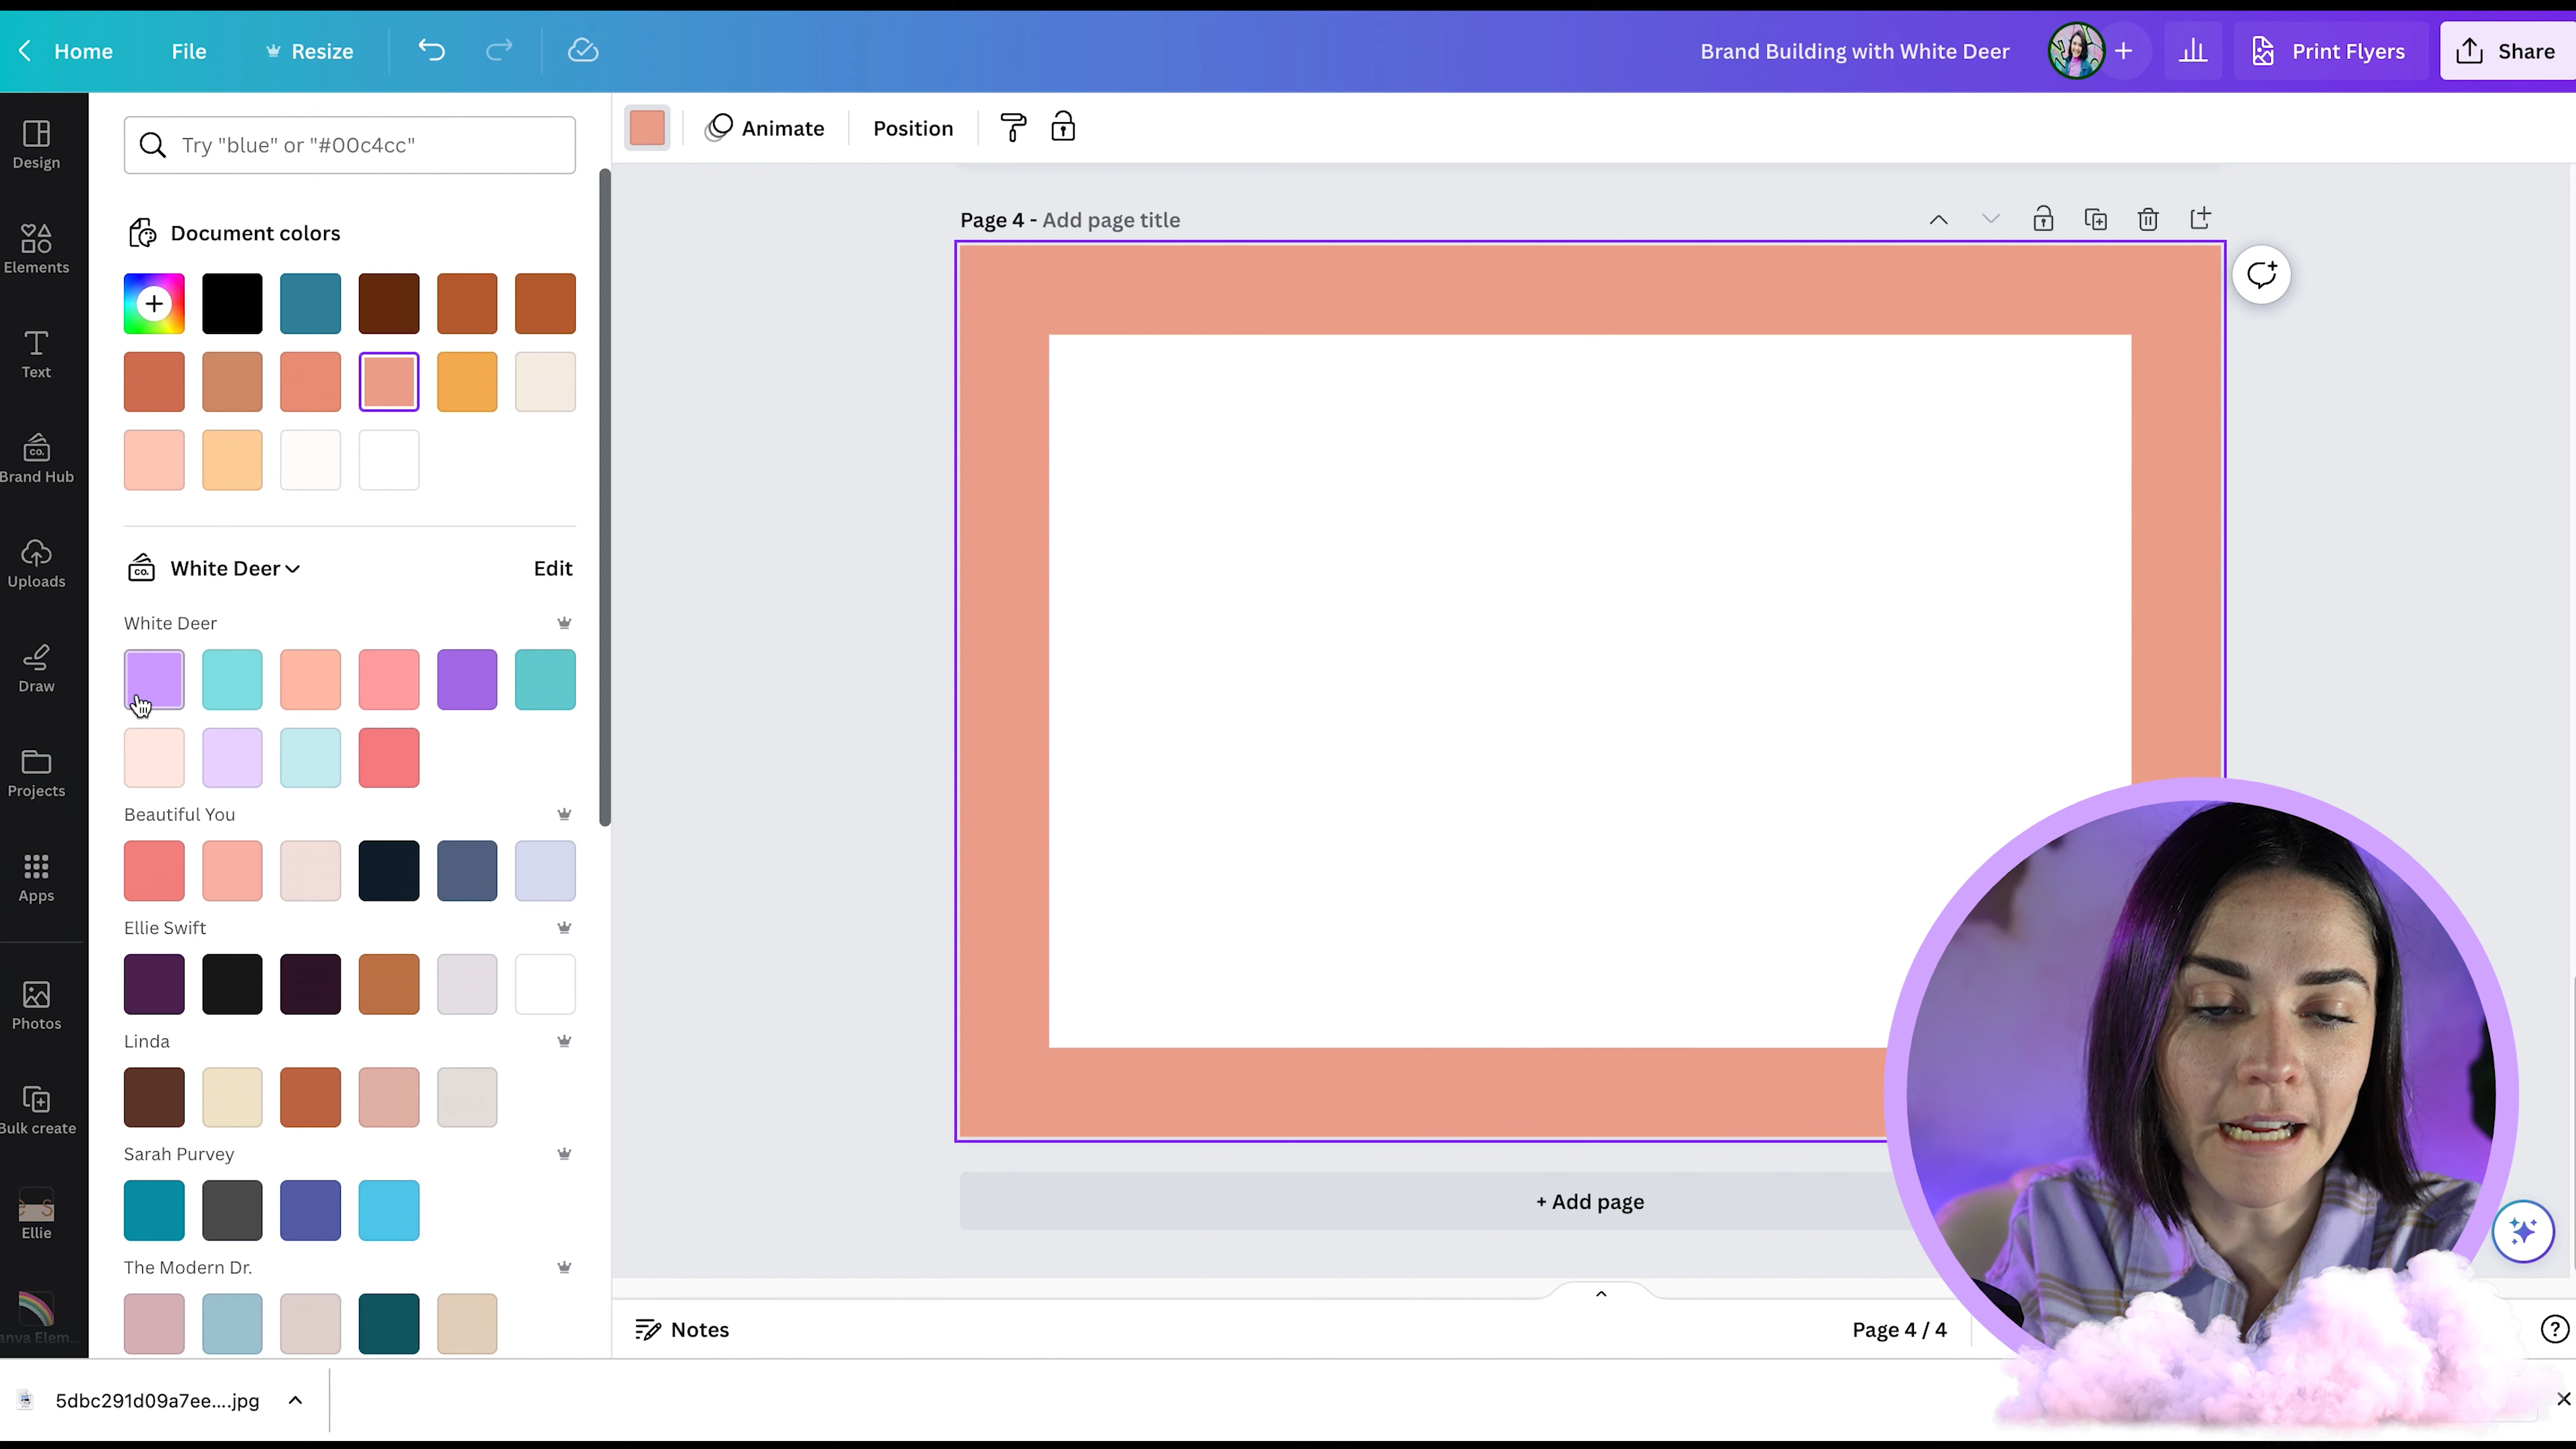 Home File Resize Brand Building with White Deer Print Flyers Share
Design
Elements
Text
Brand Hub
co.
Uploads
Draw
Projects
Apps
Photos
Bulk create
Ellie
Try "blue" or "#00c4cc"
Document colors
co. White Deer Edit
White Deer
Beautiful You
Ellie Swift
Linda
Sarah Purvey
The Modern Dr.
Animate Position
Page 4 - Add page title
+ Add page
Notes Page 4 / 4
5dbc291d09a7ee....jpg